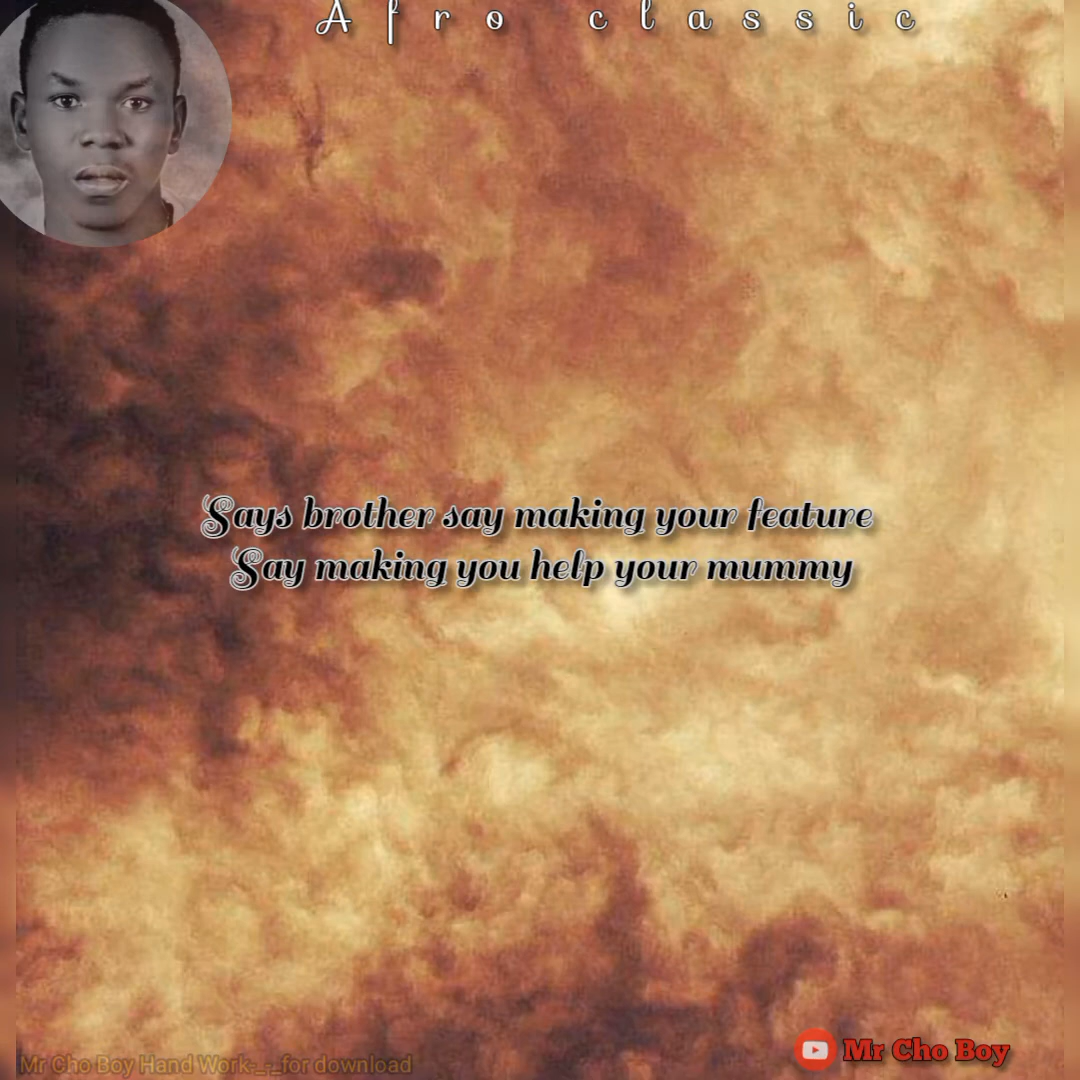 Afro classic
Says brother say making your feature
Say making you help your mummy
Mr Cho Boy
Mr Cho Boy Hand Work-_-_for download